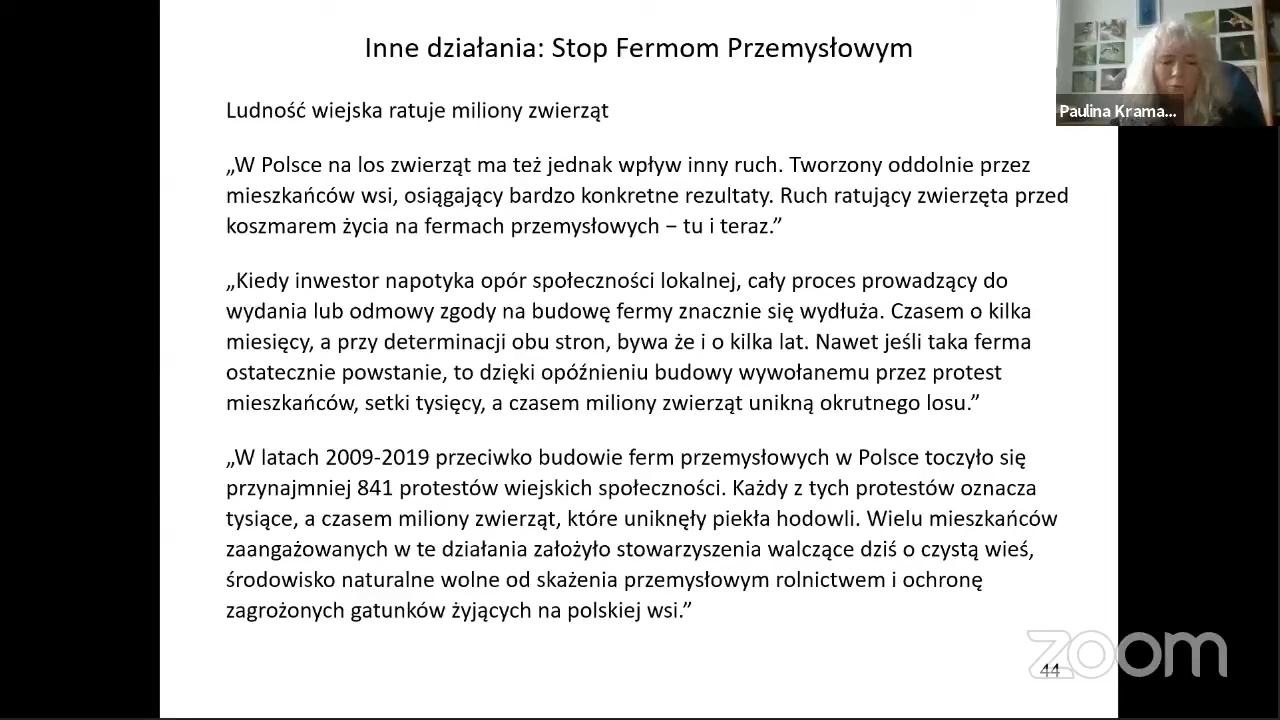 Inne działania: Stop Fermom Przemysłowym
Paulina Krama...
Ludność wiejska ratuje miliony zwierząt
„W Polsce na los zwierząt ma też jednak wpływ inny ruch. Tworzony oddolnie przez
mieszkańców wsi, osiągający bardzo konkretne rezultaty. Ruch ratujący zwierzęta przed
koszmarem życia na fermach przemysłowych − tu i teraz.”
„Kiedy inwestor napotyka opór społeczności lokalnej, cały proces prowadzący do
wydania lub odmowy zgody na budowę fermy znacznie się wydłuża. Czasem o kilka
miesięcy, a przy determinacji obu stron, bywa że i o kilka lat. Nawet jeśli taka ferma
ostatecznie powstanie, to dzięki opóźnieniu budowy wywołanemu przez protest
mieszkańców, setki tysięcy, a czasem miliony zwierząt unikną okrutnego losu.”
„W latach 2009-2019 przeciwko budowie ferm przemysłowych w Polsce toczyło się
przynajmniej 841 protestów wiejskich społeczności. Każdy z tych protestów oznacza
tysiące, a czasem miliony zwierząt, które uniknęły piekła hodowli. Wielu mieszkańców
zaangażowanych w te działania założyło stowarzyszenia walczące dziś o czystą wieś,
środowisko naturalne wolne od skażenia przemysłowym rolnictwem i ochronę
zagrożonych gatunków żyjących na polskiej wsi.”
zoom
44